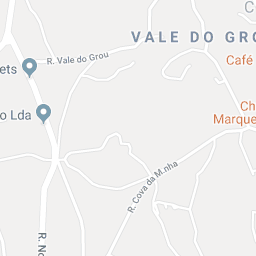 C
VALE DO GRO
R. Vale do Grou
Café
ets
Ch
Marque
o Lda
R. Cova da M.nha
R. No